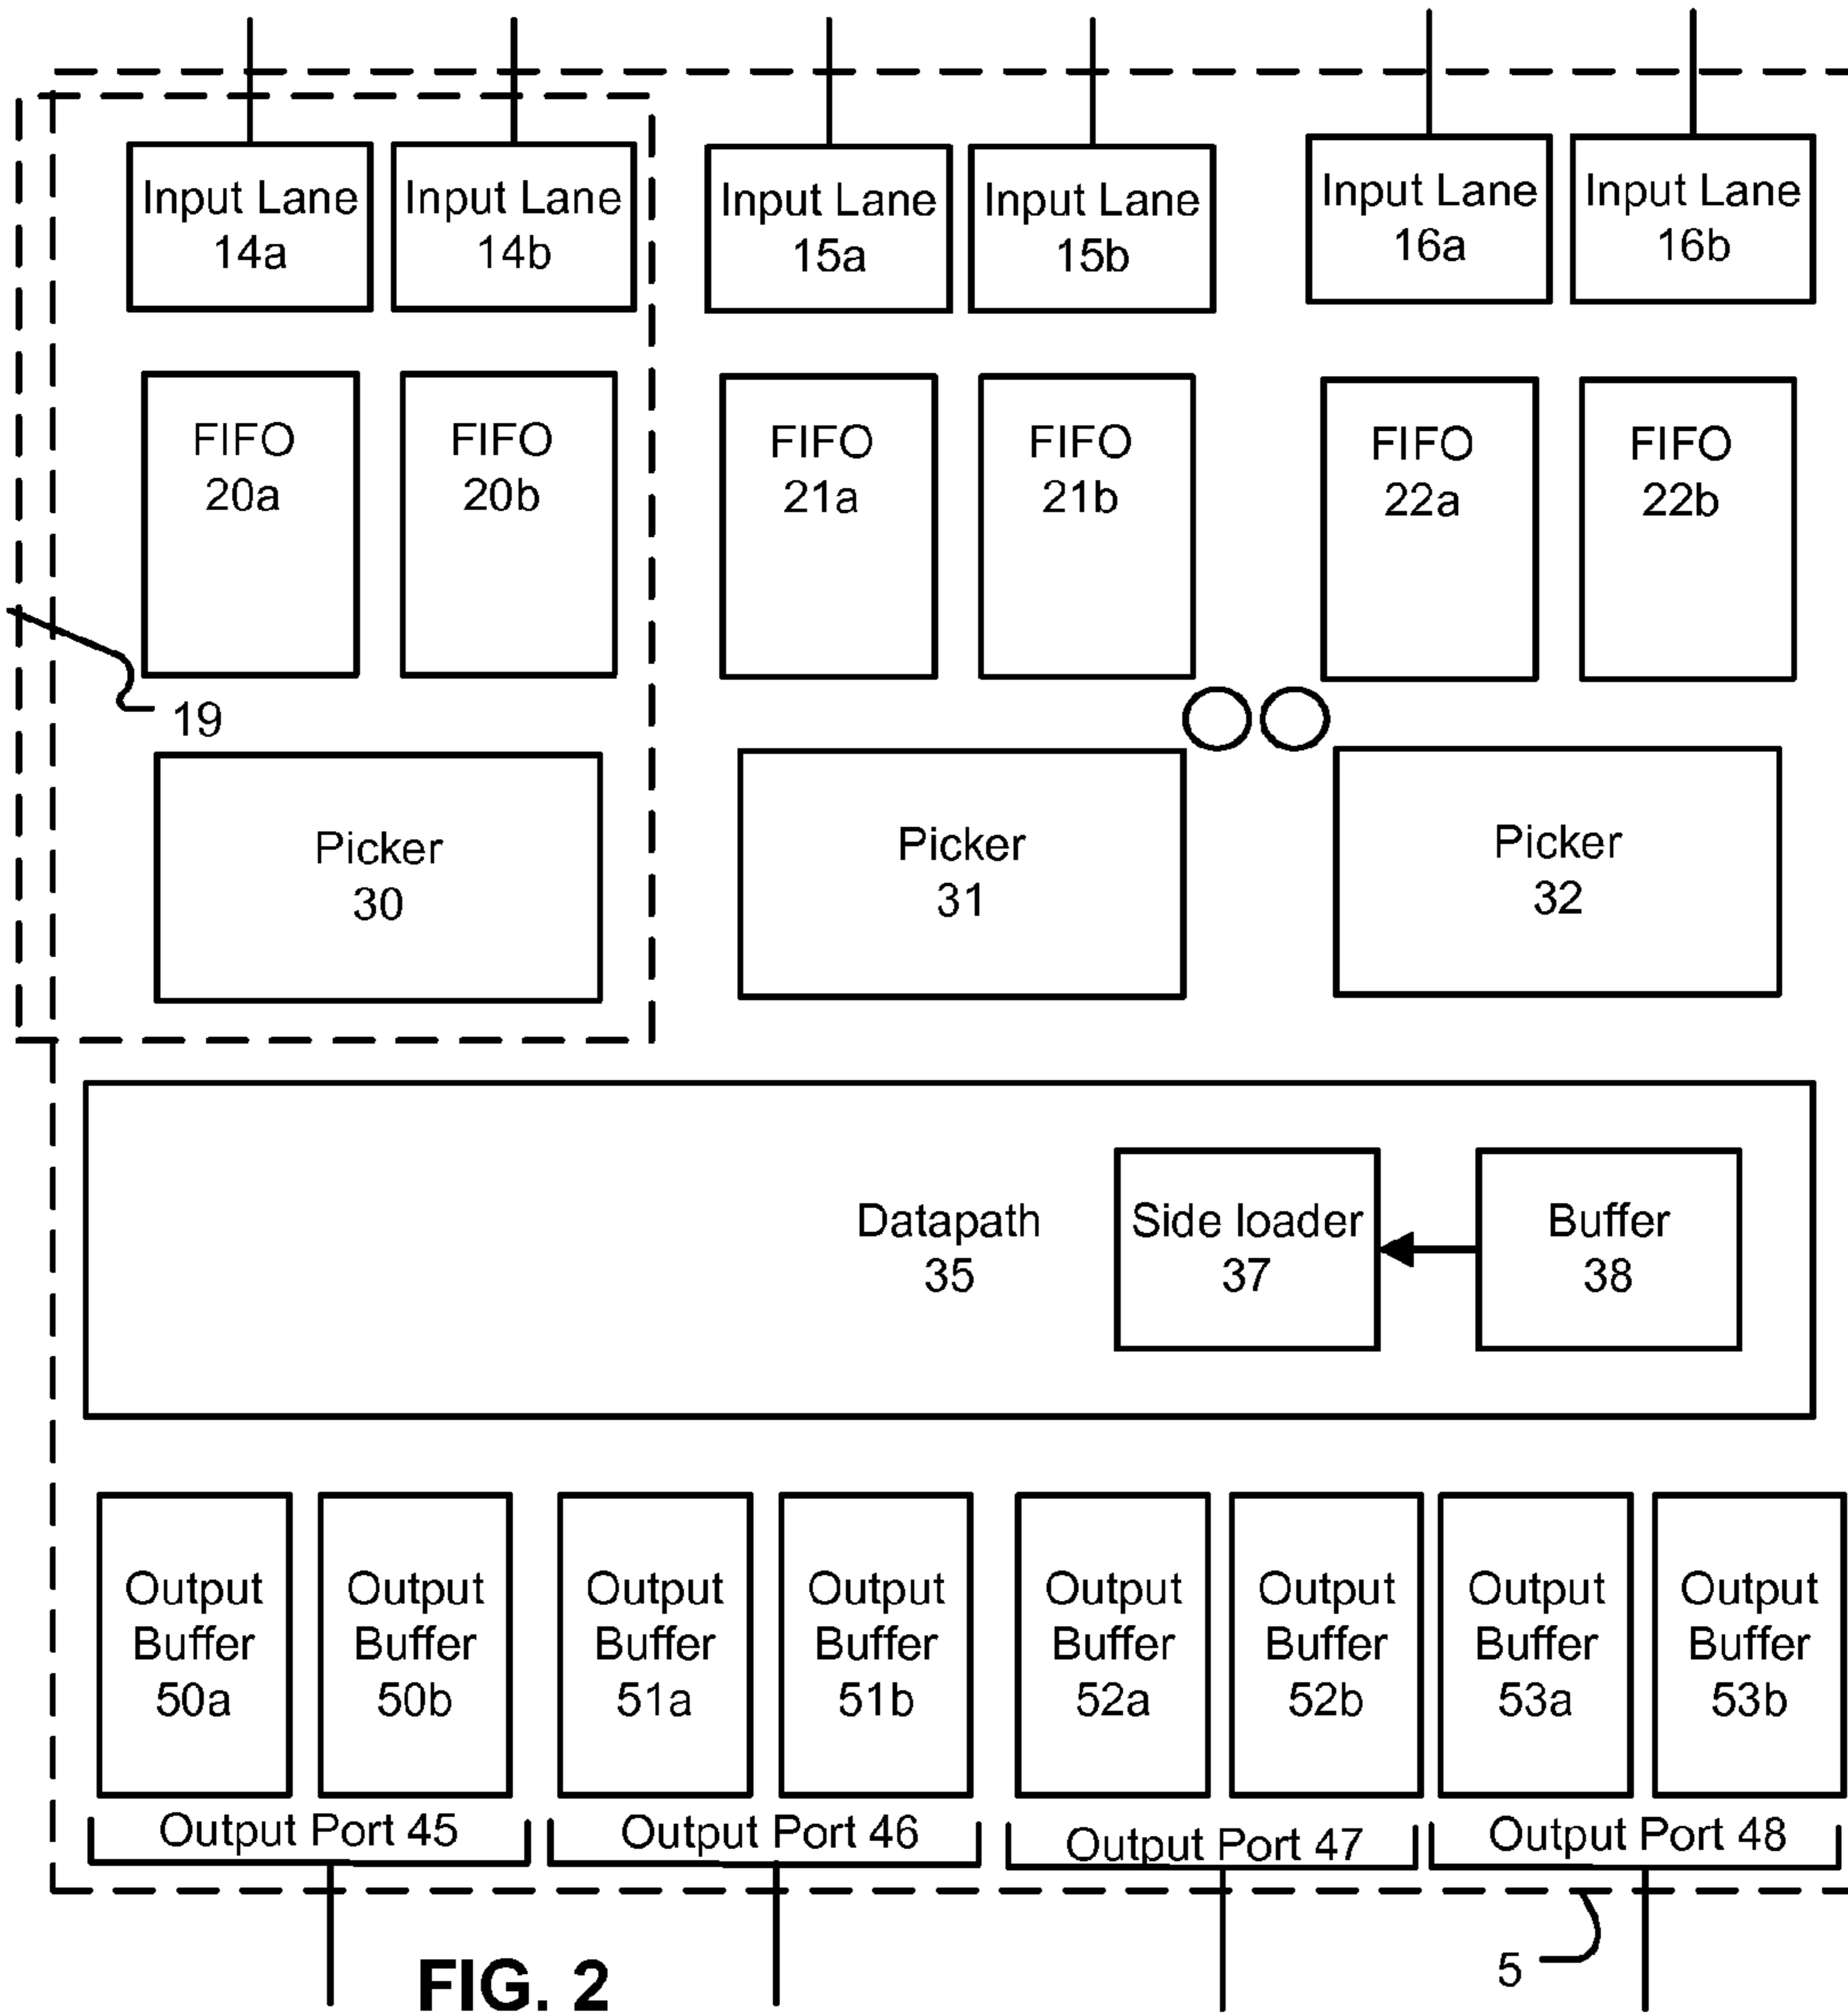 Input Lane
14a
Input Lane
14b
Input Lane
15a
Input Lane
15b
Input Lane
16a
Input Lane
16b
FIFO
20a
FIFO
20b
FIFO
21a
FIFO
21b
FIFO
22a
FIFO
22b
19
Picker
30
Picker
31
Picker
32
Datapath
35
Side loader
37
Buffer
38
Output
Buffer
50a
Output
Buffer
50b
Output
Buffer
51a
Output
Buffer
51b
Output
Buffer
52a
Output
Buffer
52b
Output
Buffer
53a
Output
Buffer
53b
Output Port 45
Output Port 46
Output Port 47
Output Port 48
5
FIG. 2